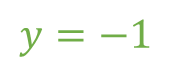 y = −1